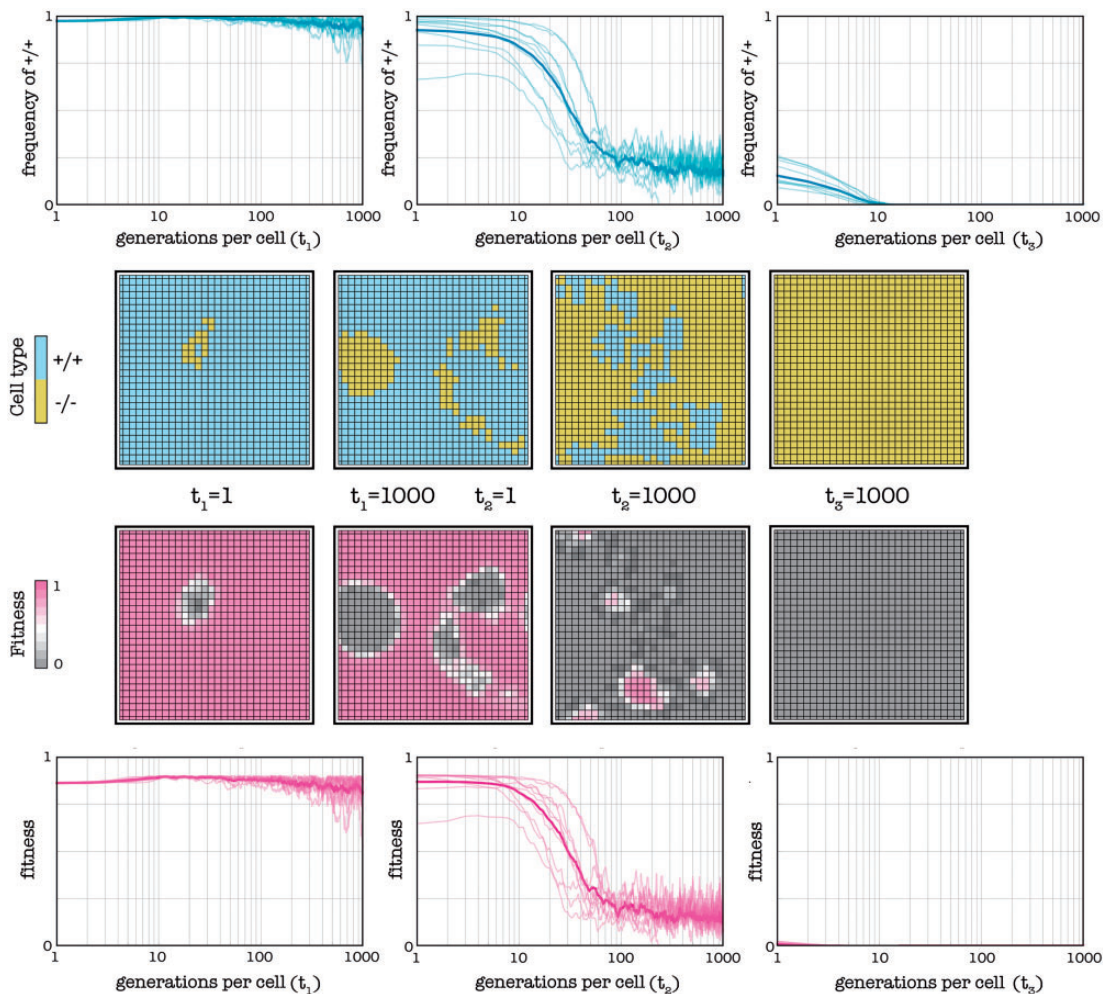 1
1
1
frequency of +/+
frequency of +/+
frequency of +/+
0
0
0
1 10 100 1000
1 10 100 1000
1 10 100 1000
generations per cell (t₁)
generations per cell (t₂)
generations per cell (t₃)
Cell type
+/+
-/-
t₁=1
t₁=1000
t₂=1
t₂=1000
t₃=1000
Fitness
1
0
1
1
1
fitness
fitness
fitness
0
0
0
1 10 100 1000
1 10 100 1000
1 10 100 1000
generations per cell (t₁)
generations per cell (t₂)
generations per cell (t₃)